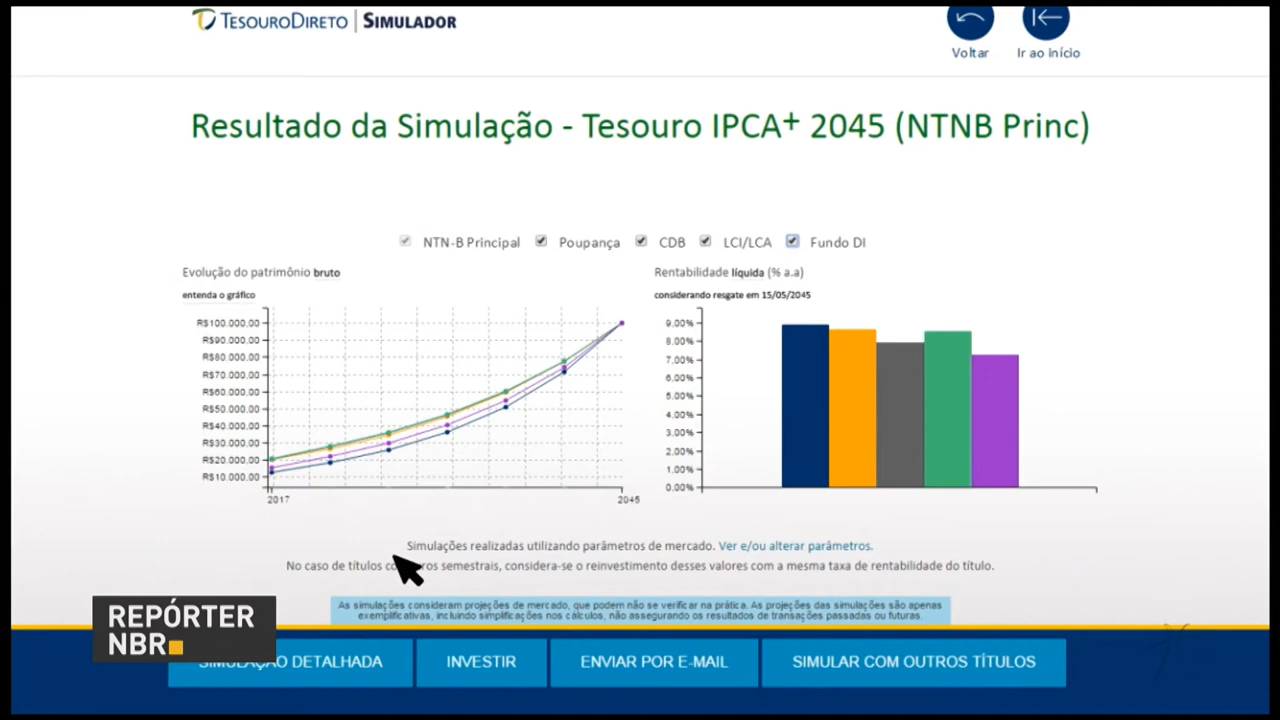 TESOURODIRETO | SIMULADOR
Voltar
Ir ao início
Resultado da Simulação - Tesouro IPCA+ 2045 (NTNB Princ)
NTN-B Principal
Poupança
CDB
LCI/LCA
Fundo DI
Evolução do patrimônio bruto
entenda o gráfico
R$100.000,00
R$90.000,00
R$80.000,00
R$70.000,00
R$60.000,00
R$50.000,00
R$40.000,00
R$30.000,00
R$20.000,00
R$10.000,00
2017
2045
Rentabilidade líquida (% a.a)
considerando resgate em 15/05/2045
9.00%
8.00%
7.00%
6.00%
5.00%
4.00%
3.00%
2.00%
1.00%
0.00%
Simulações realizadas utilizando parâmetros de mercado. Ver e/ou alterar parâmetros.
No caso de títulos semestrais, considera-se o reinvestimento desses valores com a mesma taxa de rentabilidade do título.
As simulações consideram projeções de mercado, que podem não se verificar na prática. As projeções das simulações são apenas
exemplificativas, incluindo simplificações nos cálculos, não assegurando os resultados de transações passadas ou futuras.
REPÓRTER
NBR
SIMULAÇÃO DETALHADA
INVESTIR
ENVIAR POR E-MAIL
SIMULAR COM OUTROS TÍTULOS